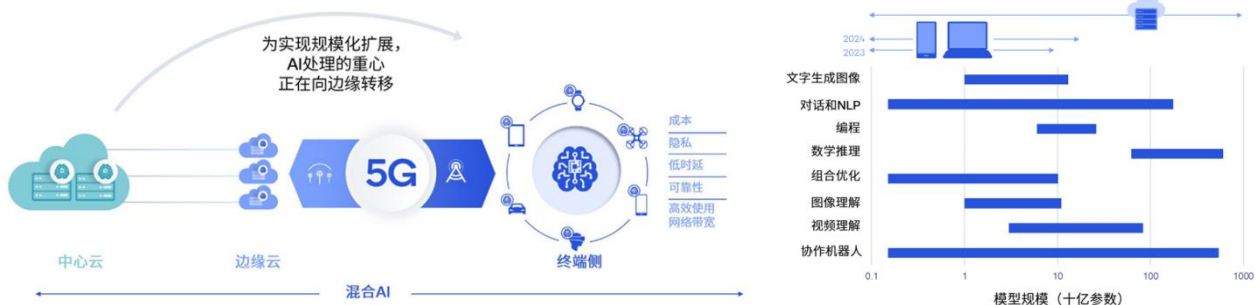 为实现规模化扩展，
AI处理的重心
正在向边缘转移
5G
成本
隐私
低时延
可靠性
高效使用
网络带宽
中心云
边缘云
终端侧
混合AI
2024
2023
文字生成图像
对话和NLP
编程
数学推理
组合优化
图像理解
视频理解
协作机器人
0.1
1
10
100
1000
模型规模（十亿参数）